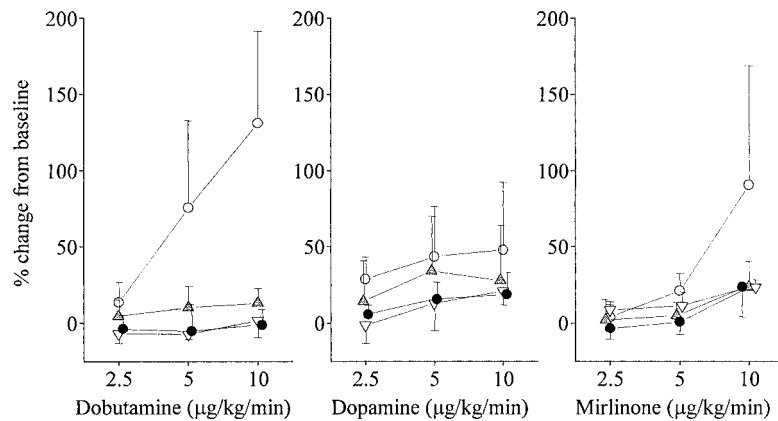 % change from baseline
200
150
100
50
0
2.5 5 10
Dobutamine (µg/kg/min)
200
150
100
50
0
2.5 5 10
Dopamine (µg/kg/min)
200
150
100
50
0
2.5 5 10
Mirlinone (µg/kg/min)